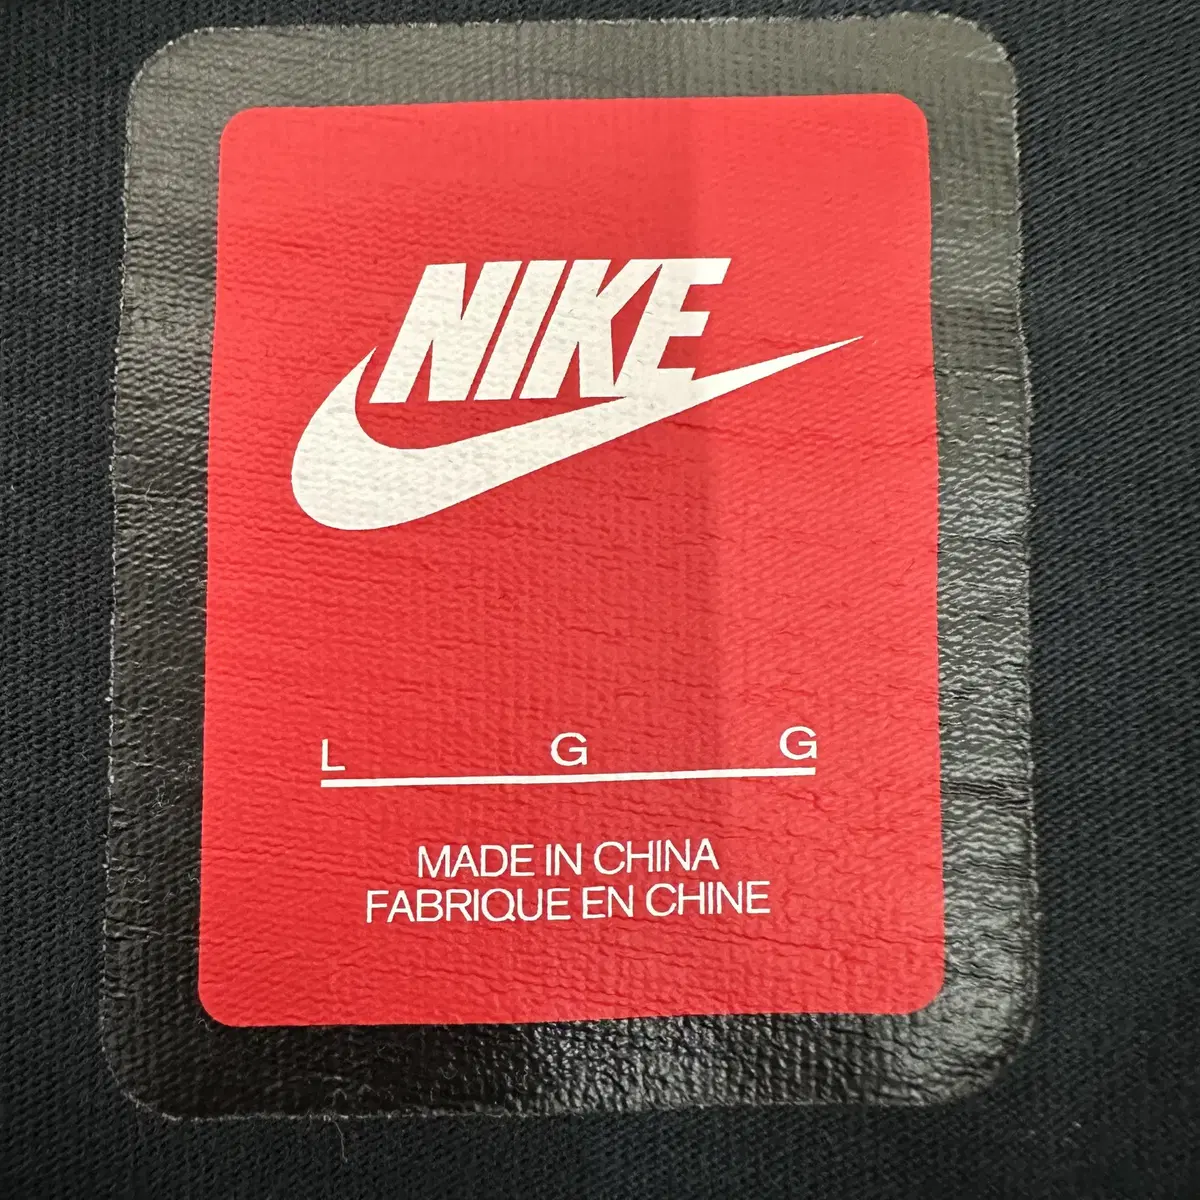 NIKE
L G G
MADE IN CHINA
FABRIQUE EN CHINE